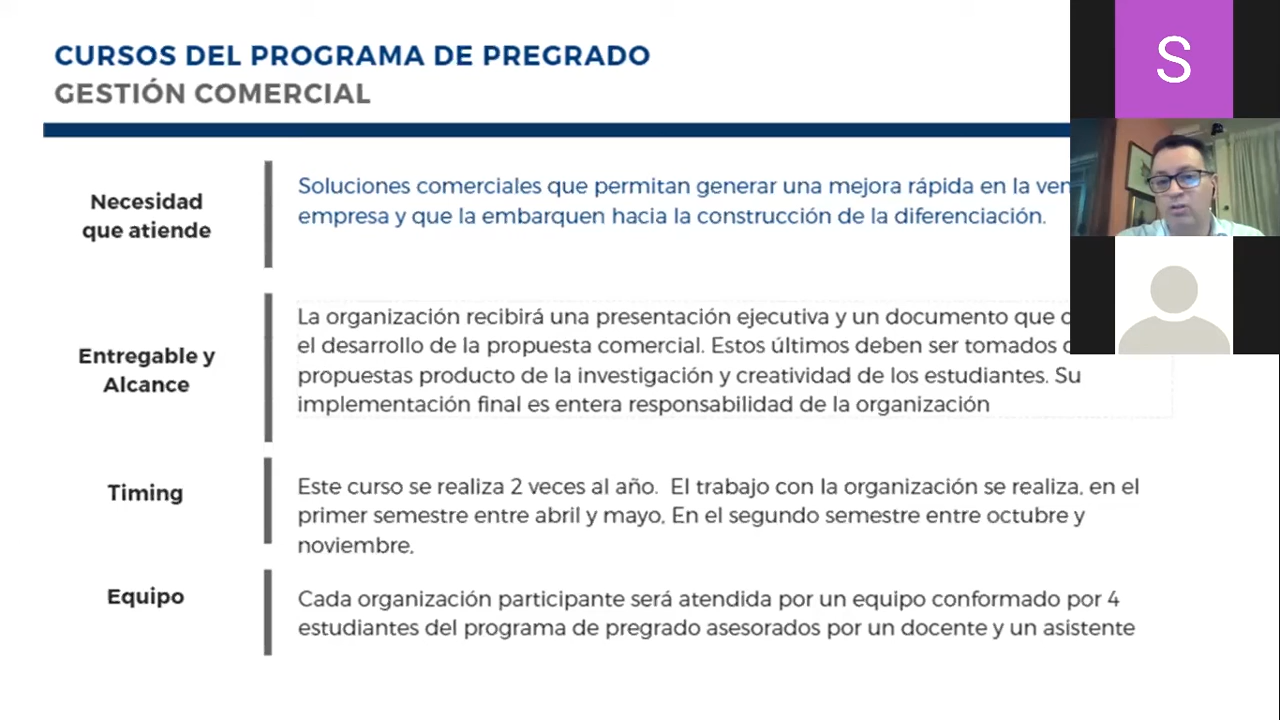 CURSOS DEL PROGRAMA DE PREGRADO
GESTIÓN COMERCIAL
Necesidad
que atiende
Soluciones comerciales que permitan generar una mejora rápida en la
empresa y que la embarquen hacia la construcción de la diferenciación.
Entregable y
Alcance
La organización recibirá una presentación ejecutiva y un documento que
el desarrollo de la propuesta comercial. Estos últimos deben ser tomados
propuestas producto de la investigación y creatividad de los estudiantes. Su
implementación final es entera responsabilidad de la organización
Timing
Este curso se realiza 2 veces al año. El trabajo con la organización se realiza, en el
primer semestre entre abril y mayo, En el segundo semestre entre octubre y
noviembre,
Equipo
Cada organización participante será atendida por un equipo conformado por 4
estudiantes del programa de pregrado asesorados por un docente y un asistente
S